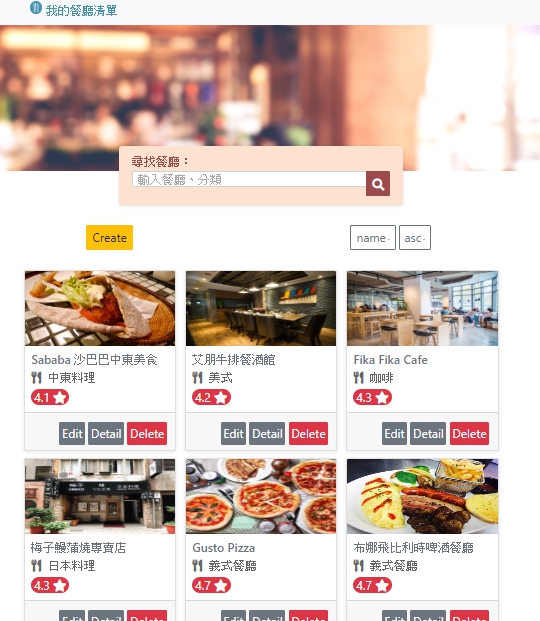 我的餐廳清單
尋找餐廳：
輸入餐廳、分類
Create
name
asc
Sababa 沙巴巴中東美食
中東料理
4.1
Edit Detail Delete
艾朋牛排餐酒館
美式
4.2
Edit Detail Delete
Fika Fika Cafe
咖啡
4.3
Edit Detail Delete
梅子鰻蒲燒專賣店
日本料理
4.3
Edit Detail Delete
Gusto Pizza
義式餐廳
4.7
Edit Detail Delete
布娜飛比利時啤酒餐廳
義式餐廳
4.7
Edit Detail Delete